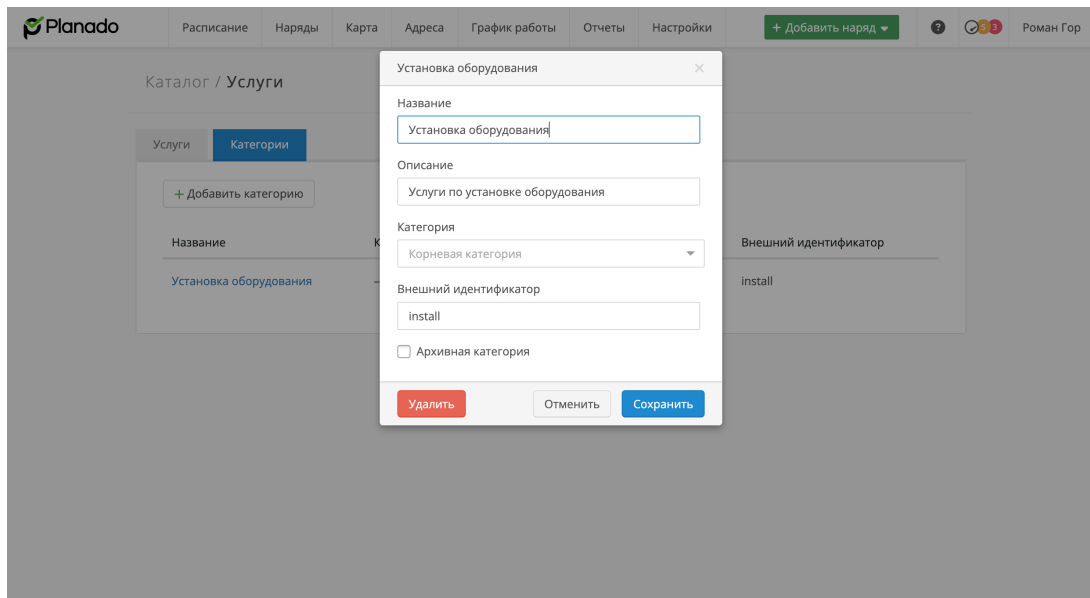 Planado
Расписание Наряды Карта Адреса График работы Отчеты Настройки + Добавить наряд ? 5 3 Роман Гор
Каталог / Услуги
Услуги Категории
+ Добавить категорию
Название К Внешний идентификатор
Установка оборудования – install
Установка оборудования ×
Название
Установка оборудования
Описание
Услуги по установке оборудования
Категория
Корневая категория
Внешний идентификатор
install
Архивная категория
Удалить Отменить Сохранить